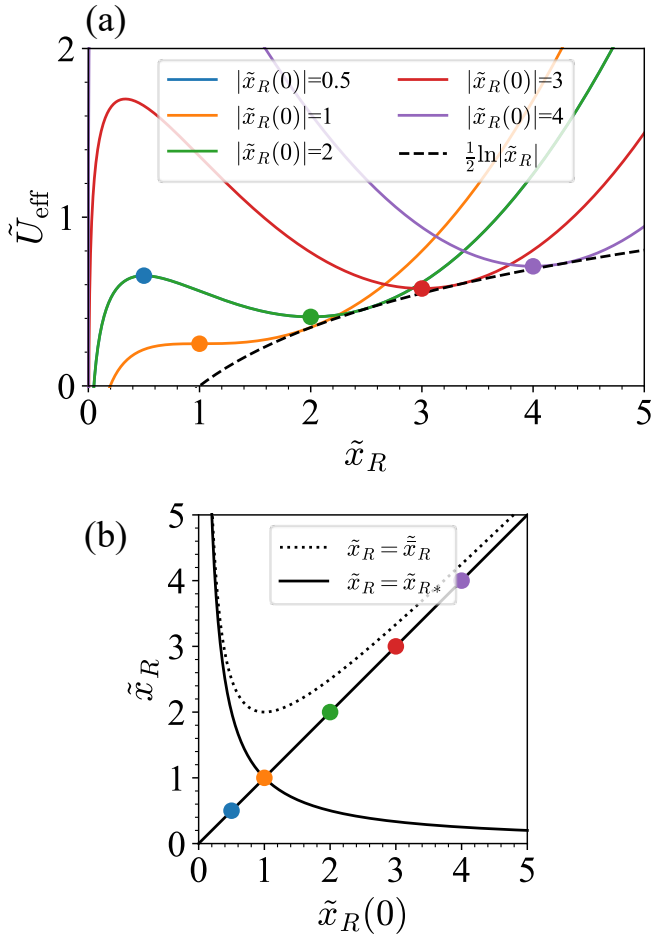 (a)
2
1
0
Ũ_eff
|x̃_R(0)|=0.5
|x̃_R(0)|=1
|x̃_R(0)|=2
|x̃_R(0)|=3
|x̃_R(0)|=4
½ln|x̃_R|
0 1 2 3 4 5
x̃_R
(b)
5
4
3
2
1
0
x̃_R
x̃_R = x̃̄_R
x̃_R = x̃_R*
0 1 2 3 4 5
x̃_R(0)